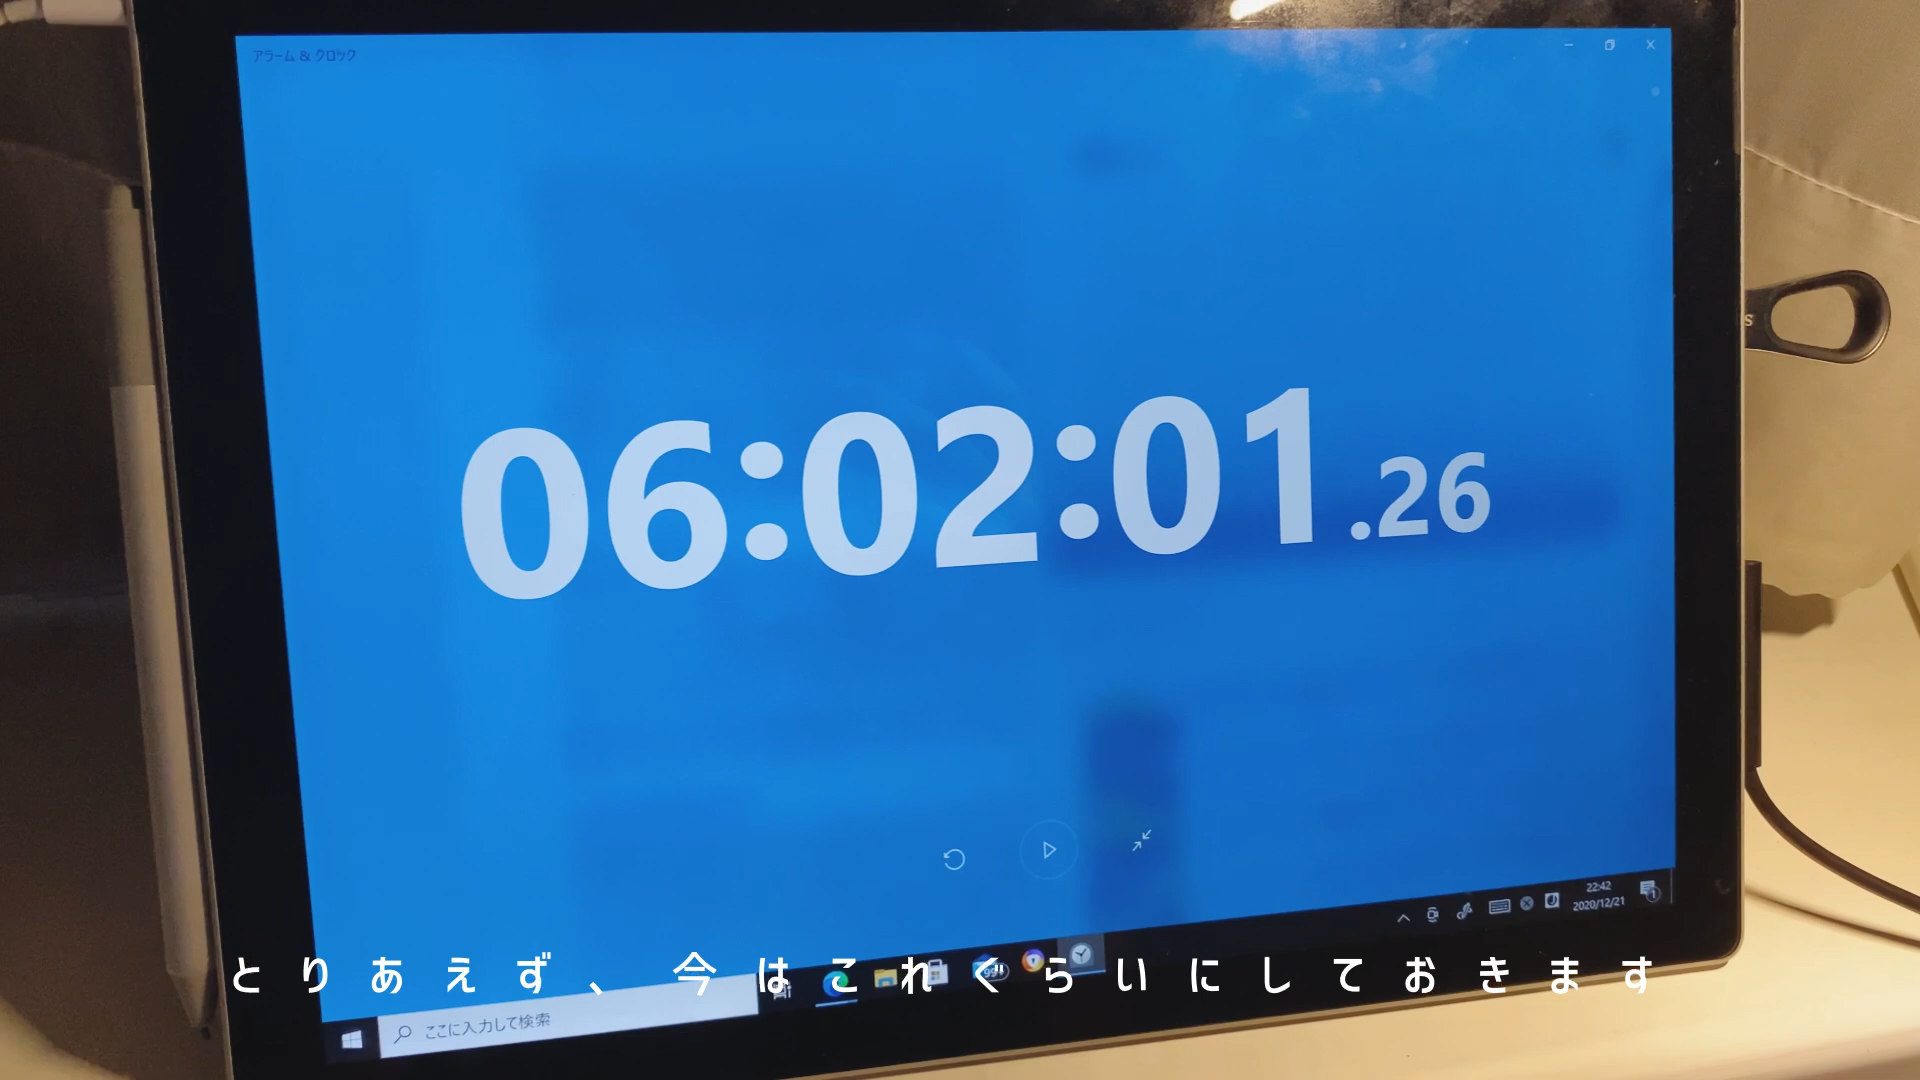 アラーム & クロック
06:02:01.26
22:42
2020/12/21
1
99+
とりあえず、今はこれくらいにしておきます
ここに入力して検索
S